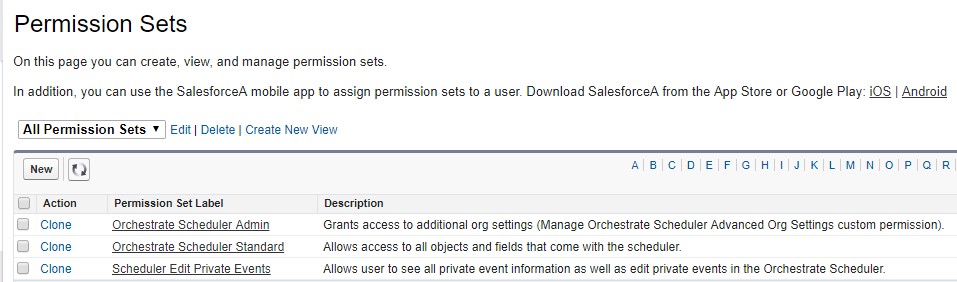 Permission Sets
On this page you can create, view, and manage permission sets.
In addition, you can use the SalesforceA mobile app to assign permission sets to a user. Download SalesforceA from the App Store or Google Play: iOS | Android
All Permission Sets ▼ Edit | Delete | Create New View
New A | B | C | D | E | F | G | H | I | J | K | L | M | N | O | P | Q | R |
Action Permission Set Label Description
Clone Orchestrate Scheduler Admin Grants access to additional org settings (Manage Orchestrate Scheduler Advanced Org Settings custom permission).
Clone Orchestrate Scheduler Standard Allows access to all objects and fields that come with the scheduler.
Clone Scheduler Edit Private Events Allows user to see all private event information as well as edit private events in the Orchestrate Scheduler.